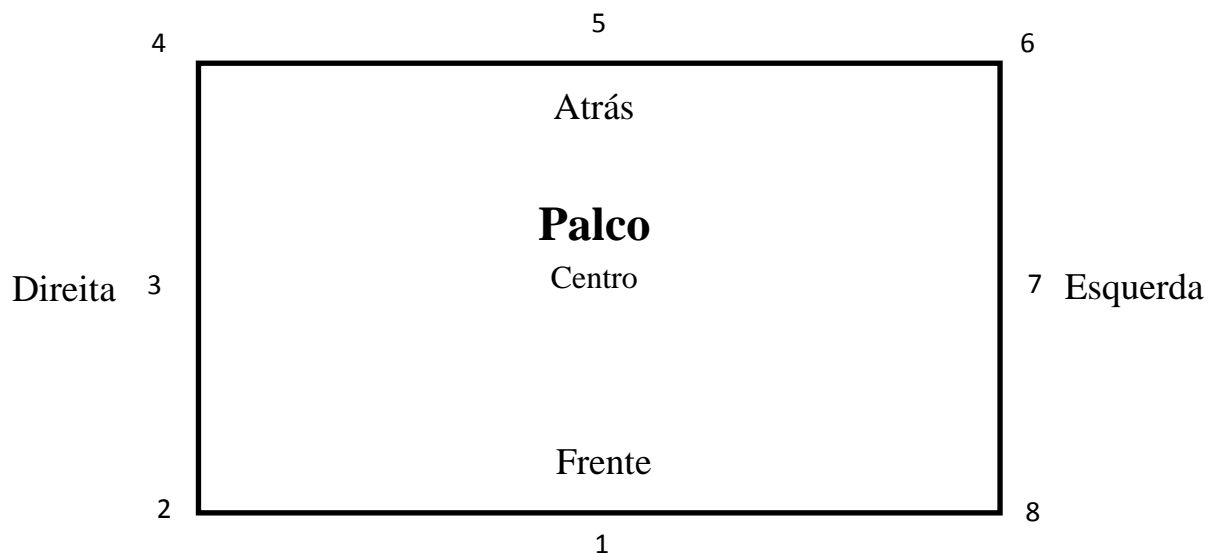 5
4
6
Atrás
Palco
Centro
Direita 3
7 Esquerda
Frente
2
8
1